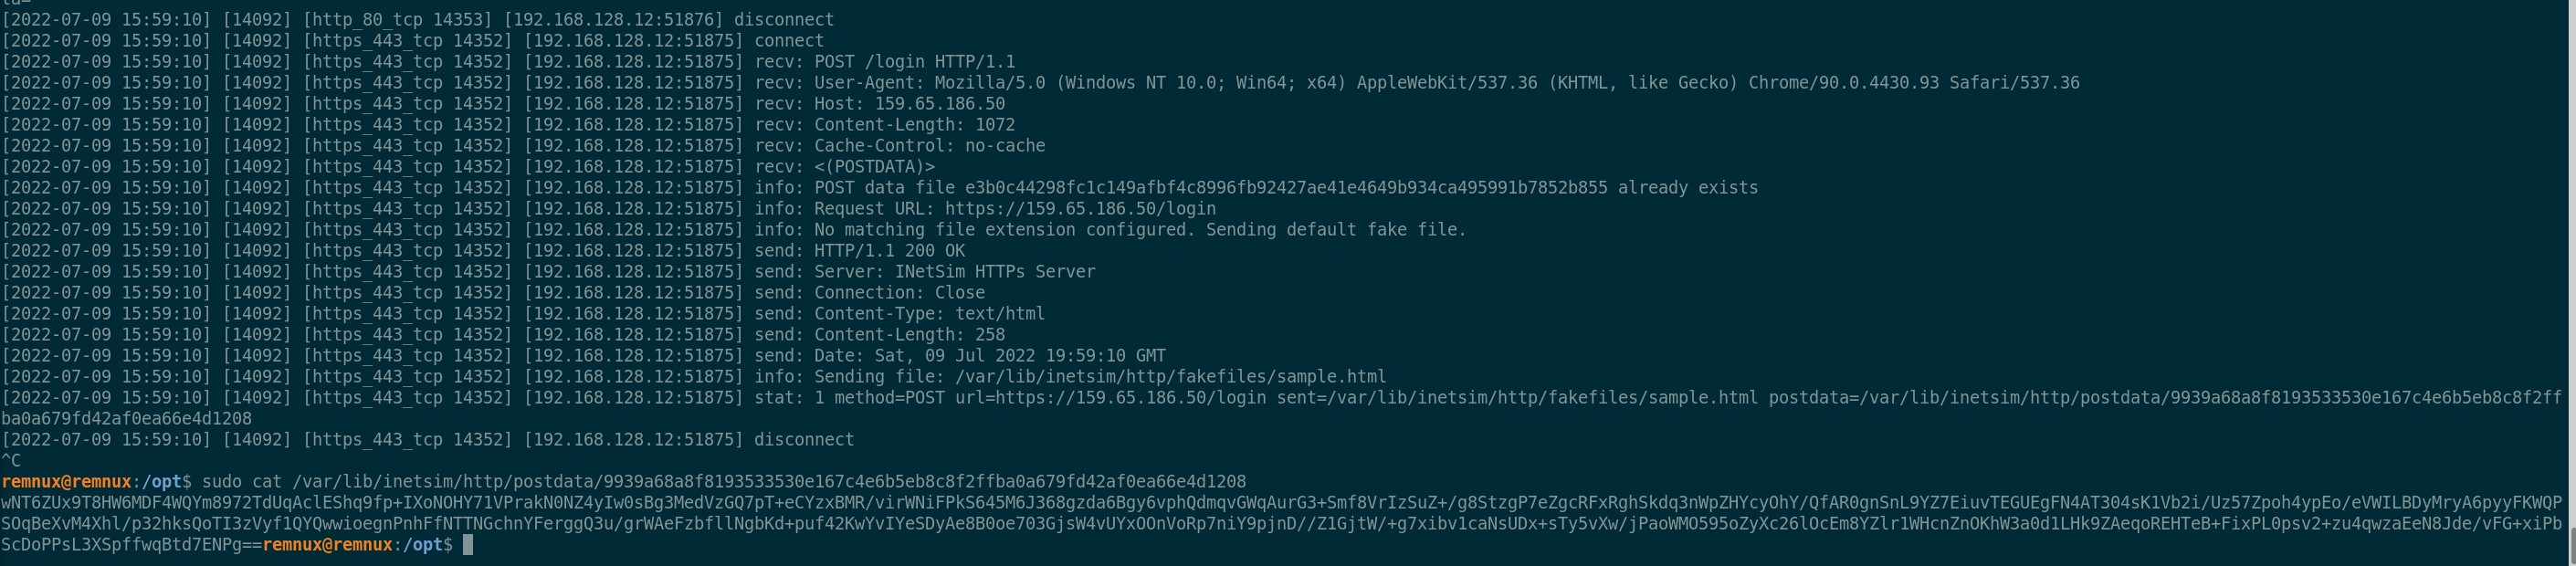 [2022-07-09 15:59:10] [14092] [http_80_tcp 14353] [192.168.128.12:51876] disconnect
[2022-07-09 15:59:10] [14092] [https_443_tcp 14352] [192.168.128.12:51875] connect
[2022-07-09 15:59:10] [14092] [https_443_tcp 14352] [192.168.128.12:51875] recv: POST /login HTTP/1.1
[2022-07-09 15:59:10] [14092] [https_443_tcp 14352] [192.168.128.12:51875] recv: User-Agent: Mozilla/5.0 (Windows NT 10.0; Win64; x64) AppleWebKit/537.36 (KHTML, like Gecko) Chrome/90.0.4430.93 Safari/537.36
[2022-07-09 15:59:10] [14092] [https_443_tcp 14352] [192.168.128.12:51875] recv: Host: 159.65.186.50
[2022-07-09 15:59:10] [14092] [https_443_tcp 14352] [192.168.128.12:51875] recv: Content-Length: 1072
[2022-07-09 15:59:10] [14092] [https_443_tcp 14352] [192.168.128.12:51875] recv: Cache-Control: no-cache
[2022-07-09 15:59:10] [14092] [https_443_tcp 14352] [192.168.128.12:51875] recv: <(POSTDATA)>
[2022-07-09 15:59:10] [14092] [https_443_tcp 14352] [192.168.128.12:51875] info: POST data file e3b0c44298fc1c149afbf4c8996fb92427ae41e4649b934ca495991b7852b855 already exists
[2022-07-09 15:59:10] [14092] [https_443_tcp 14352] [192.168.128.12:51875] info: Request URL: https://159.65.186.50/login
[2022-07-09 15:59:10] [14092] [https_443_tcp 14352] [192.168.128.12:51875] info: No matching file extension configured. Sending default fake file.
[2022-07-09 15:59:10] [14092] [https_443_tcp 14352] [192.168.128.12:51875] send: HTTP/1.1 200 OK
[2022-07-09 15:59:10] [14092] [https_443_tcp 14352] [192.168.128.12:51875] send: Server: INetSim HTTPs Server
[2022-07-09 15:59:10] [14092] [https_443_tcp 14352] [192.168.128.12:51875] send: Connection: Close
[2022-07-09 15:59:10] [14092] [https_443_tcp 14352] [192.168.128.12:51875] send: Content-Type: text/html
[2022-07-09 15:59:10] [14092] [https_443_tcp 14352] [192.168.128.12:51875] send: Content-Length: 258
[2022-07-09 15:59:10] [14092] [https_443_tcp 14352] [192.168.128.12:51875] send: Date: Sat, 09 Jul 2022 19:59:10 GMT
[2022-07-09 15:59:10] [14092] [https_443_tcp 14352] [192.168.128.12:51875] info: Sending file: /var/lib/inetsim/http/fakefiles/sample.html
[2022-07-09 15:59:10] [14092] [https_443_tcp 14352] [192.168.128.12:51875] stat: 1 method=POST url=https://159.65.186.50/login sent=/var/lib/inetsim/http/fakefiles/sample.html postdata=/var/lib/inetsim/http/postdata/9939a68a8f8193533530e167c4e6b5eb8c8f2ff
ba0a679fd42af0ea66e4d1208
[2022-07-09 15:59:10] [14092] [https_443_tcp 14352] [192.168.128.12:51875] disconnect
^C
remnux@remnux:/opt$ sudo cat /var/lib/inetsim/http/postdata/9939a68a8f8193533530e167c4e6b5eb8c8f2ffba0a679fd42af0ea66e4d1208
wNT6ZUx9T8HW6MDF4WQYm8972TdUqAclEShq9fp+IXoNOHY71VPrakN0NZ4yIw0sBg3MedVzGQ7pT+eCYzxBMR/virWNiFPkS645M6J368gzda6Bgy6vphQdmqvGWqAurG3+Smf8VrIzSuZ+/g8StzgP7eZgcRFxRghSkdq3nWpZHYcyOhY/QfAR0gnSnL9YZ7EiuvTEGUEgFN4AT304sK1Vb2i/Uz57Zpoh4ypEo/eVWILBDyMryA6pyyFKWQP
SOqBeXvM4Xhl/p32hksQoTI3zVyf1QYQwwioegnPnhFfNTTNGchnYFerggQ3u/grWAeFzbfllNgbKd+puf42KwYvIYeSDyAe8B0oe703GjsW4vUYxOOnVoRp7niY9pjnD//Z1GjtW/+g7xibv1caNsUDx+sTy5vXw/jPaoWMO595oZyXc26lOcEm8YZlr1WHcnZnOKhW3a0d1LHk9ZAeqoREHTeB+FixPL0psv2+zu4qwzaEeN8Jde/vFG+xiPb
ScDoPPsL3XSpffwqBtd7ENPg==remnux@remnux:/opt$